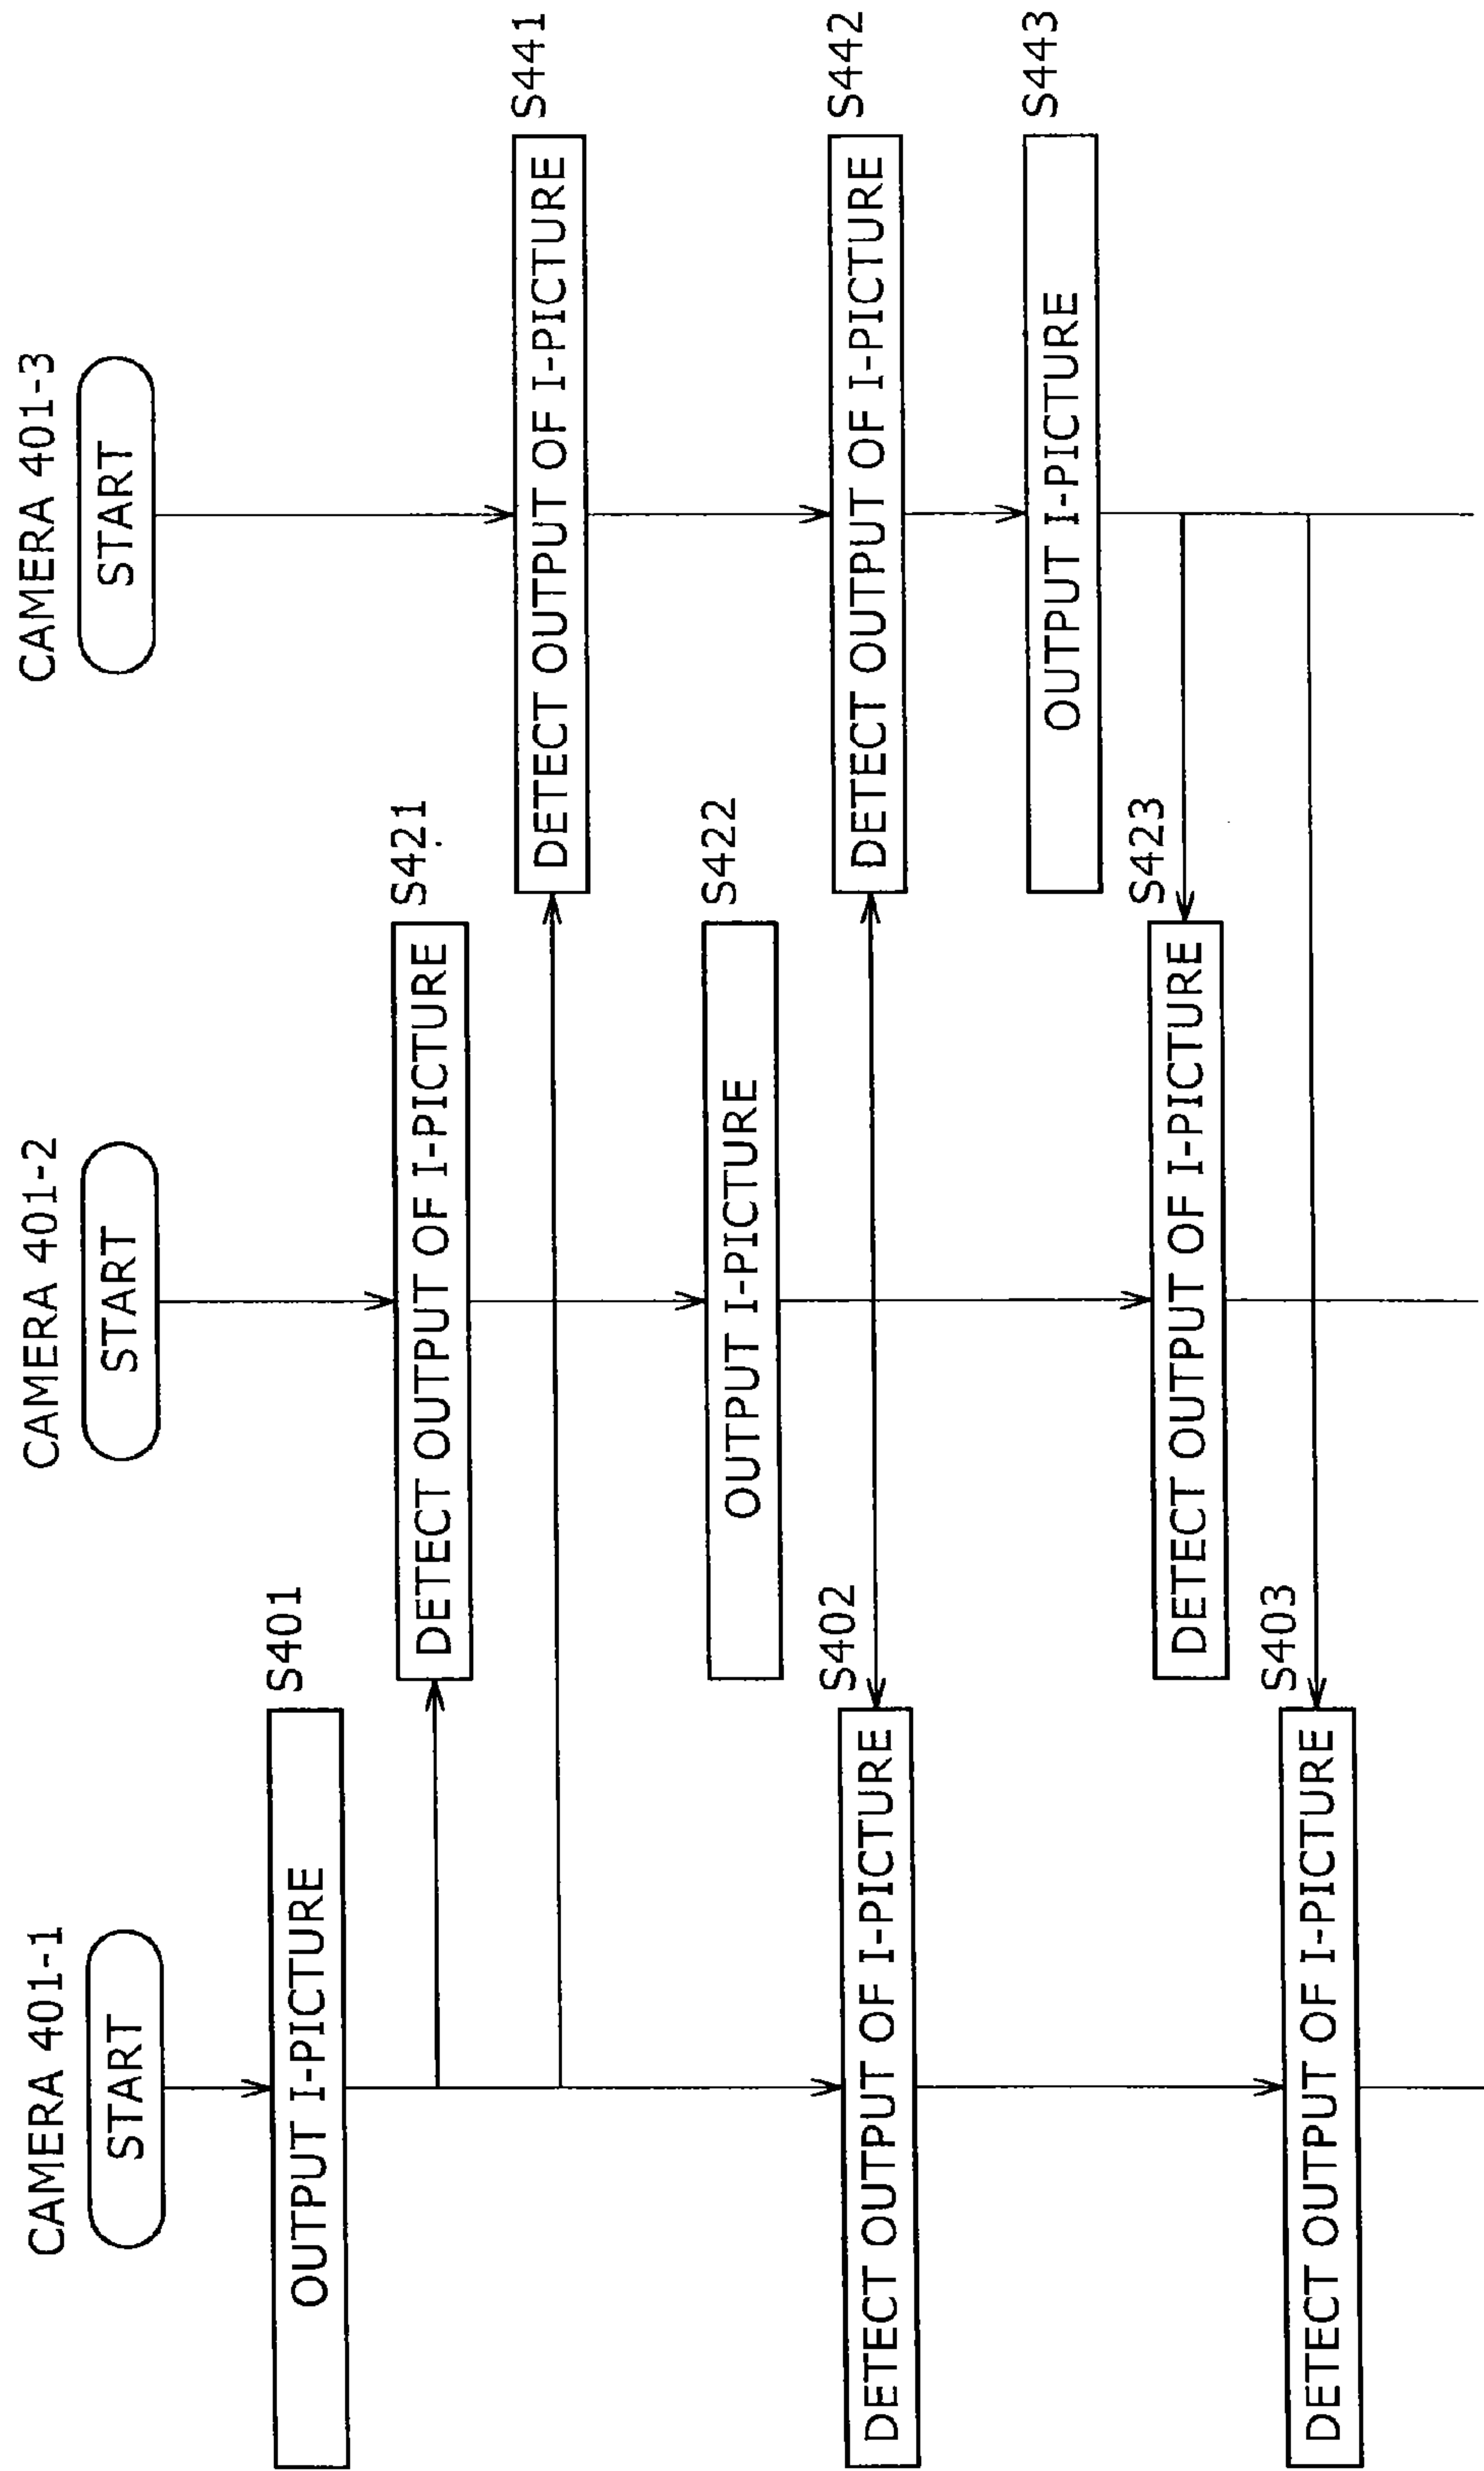 CAMERA 401-1
START
OUTPUT I-PICTURE
S401
DETECT OUTPUT OF I-PICTURE
S402
DETECT OUTPUT OF I-PICTURE
S403
CAMERA 401-2
START
DETECT OUTPUT OF I-PICTURE
S421
OUTPUT I-PICTURE
S422
DETECT OUTPUT OF I-PICTURE
S423
CAMERA 401-3
START
DETECT OUTPUT OF I-PICTURE
S441
DETECT OUTPUT OF I-PICTURE
S442
OUTPUT I-PICTURE
S443